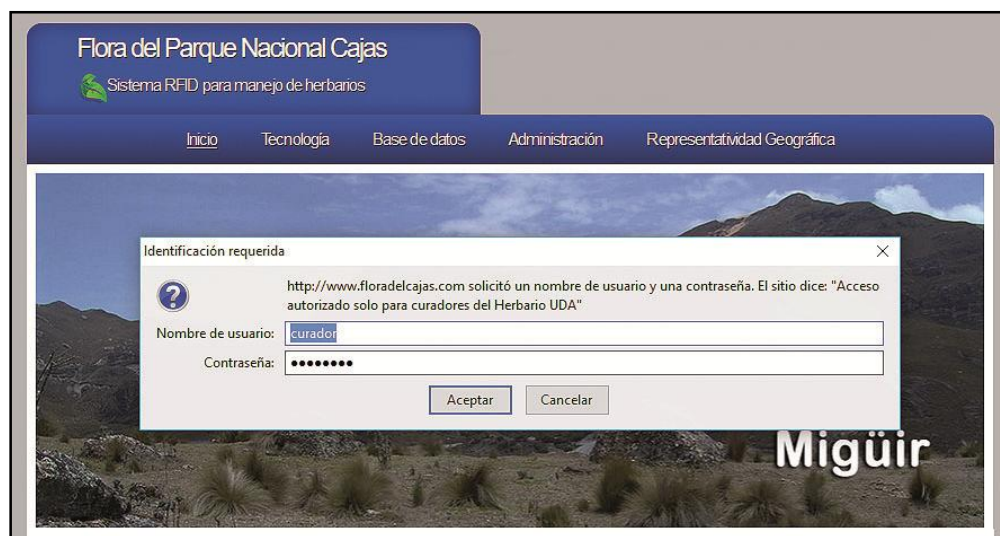 Flora del Parque Nacional Cajas
Sistema RFID para manejo de herbarios
Inicio Tecnología Base de datos Administración Representatividad Geográfica
Identificación requerida
http://www.floradelcajas.com solicitó un nombre de usuario y una contraseña. El sitio dice: "Acceso
autorizado solo para curadores del Herbario UDA"
Nombre de usuario: curador
Contraseña: ●●●●●●●●
Aceptar Cancelar
Migüir